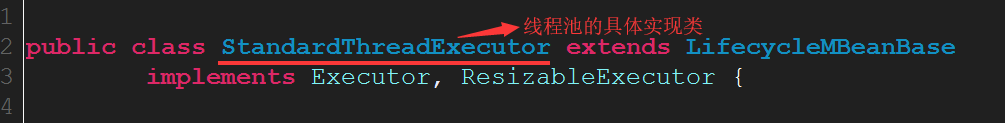 1
线程池的具体实现类
2 public class StandardThreadExecutor extends LifecycleMBeanBase
3 implements Executor, ResizableExecutor {
4